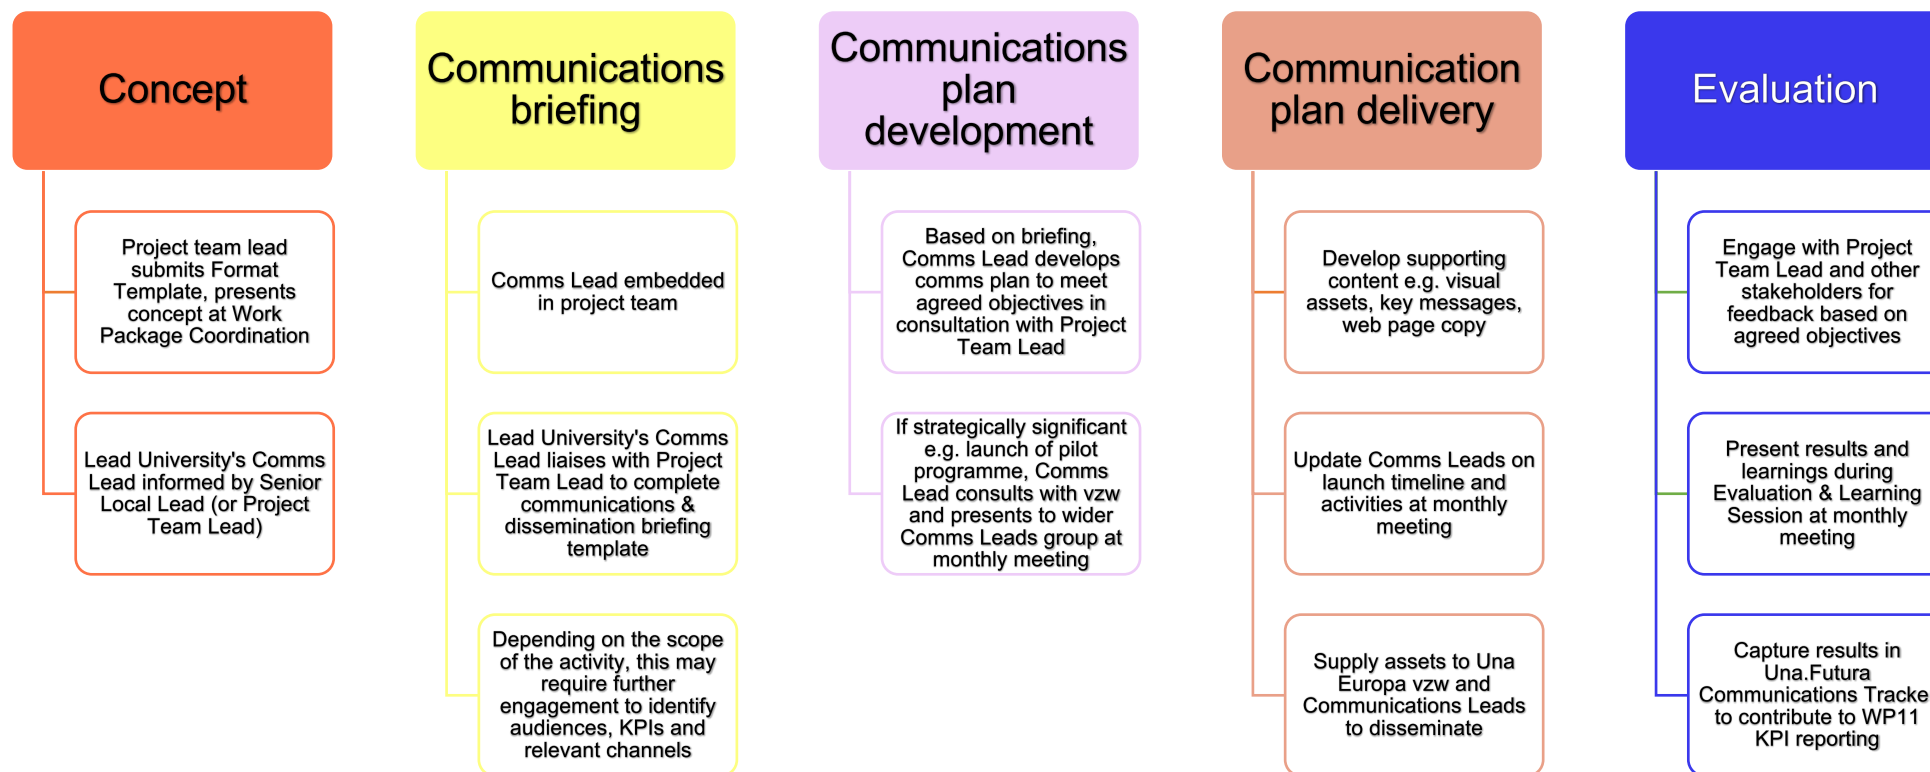 Concept
Project team lead
submits Format
Template, presents
concept at Work
Package Coordination
Lead University's Comms
Lead informed by Senior
Local Lead (or Project
Team Lead)
Communications
briefing
Comms Lead embedded
in project team
Lead University's Comms
Lead liaises with Project
Team Lead to complete
communications &
dissemination briefing
template
Depending on the scope
of the activity, this may
require further
engagement to identify
audiences, KPIs and
relevant channels
Communications
plan
development
Based on briefing,
Comms Lead develops
comms plan to meet
agreed objectives in
consultation with Project
Team Lead
If strategically significant
e.g. launch of pilot
programme, Comms
Lead consults with vzw
and presents to wider
Comms Leads group at
monthly meeting
Communication
plan delivery
Develop supporting
content e.g. visual
assets, key messages,
web page copy
Update Comms Leads on
launch timeline and
activities at monthly
meeting
Supply assets to Una
Europa vzw and
Communications Leads
to disseminate
Evaluation
Engage with Project
Team Lead and other
stakeholders for
feedback based on
agreed objectives
Present results and
learnings during
Evaluation & Learning
Session at monthly
meeting
Capture results in
Una.Futura
Communications Tracke
to contribute to WP11
KPI reporting